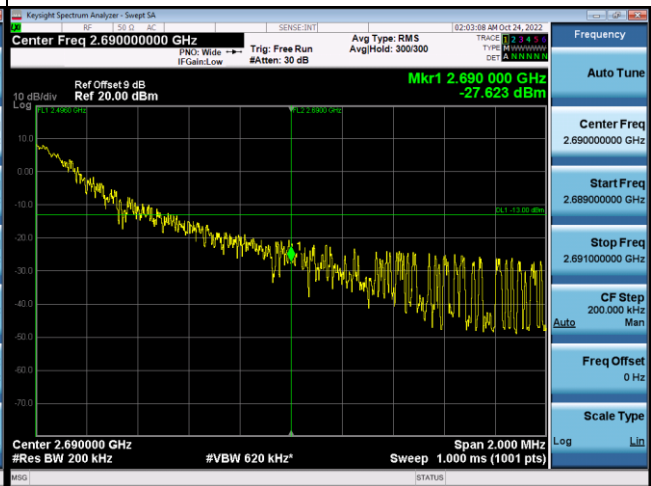 Keysight Spectrum Analyzer - Swept SA
RF 50 Ω AC SENSE:INT 02:03:08 AM Oct 24, 2022
Center Freq 2.690000000 GHz
PNO: Wide
IFGain:Low
Trig: Free Run
#Atten: 30 dB
Avg Type: RMS
Avg|Hold: 300/300
TRACE 1 2 3 4 5 6
TYPE M WWWWW
DET A N N N N N
Mkr1 2.690 000 GHz
-27.623 dBm
Ref Offset 9 dB
10 dB/div Ref 20.00 dBm
Log
FL1 2.4960 GHz
FL2 2.6900 GHz
10.0
0.00
-10.0
DL1 -13.00 dBm
-20.0
-30.0
-40.0
-50.0
-60.0
-70.0
Center 2.690000 GHz Span 2.000 MHz
#Res BW 200 kHz #VBW 620 kHz* Sweep 1.000 ms (1001 pts)
MSG STATUS
Frequency
Auto Tune
Center Freq
2.690000000 GHz
Start Freq
2.689000000 GHz
Stop Freq
2.691000000 GHz
CF Step
200.000 kHz
Auto Man
Freq Offset
0 Hz
Scale Type
Log Lin